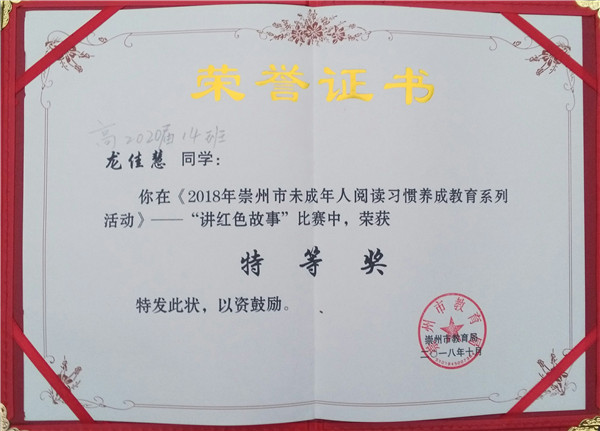 荣誉证书
高2020届14班
龙佳慧 同学：
你在《2018年崇州市未成年人阅读习惯养成教育系列
活动》——“讲红色故事”比赛中，荣获
特等奖
特发此状，以资鼓励。
崇州市教育局
崇州市教育局
二〇一八年十月